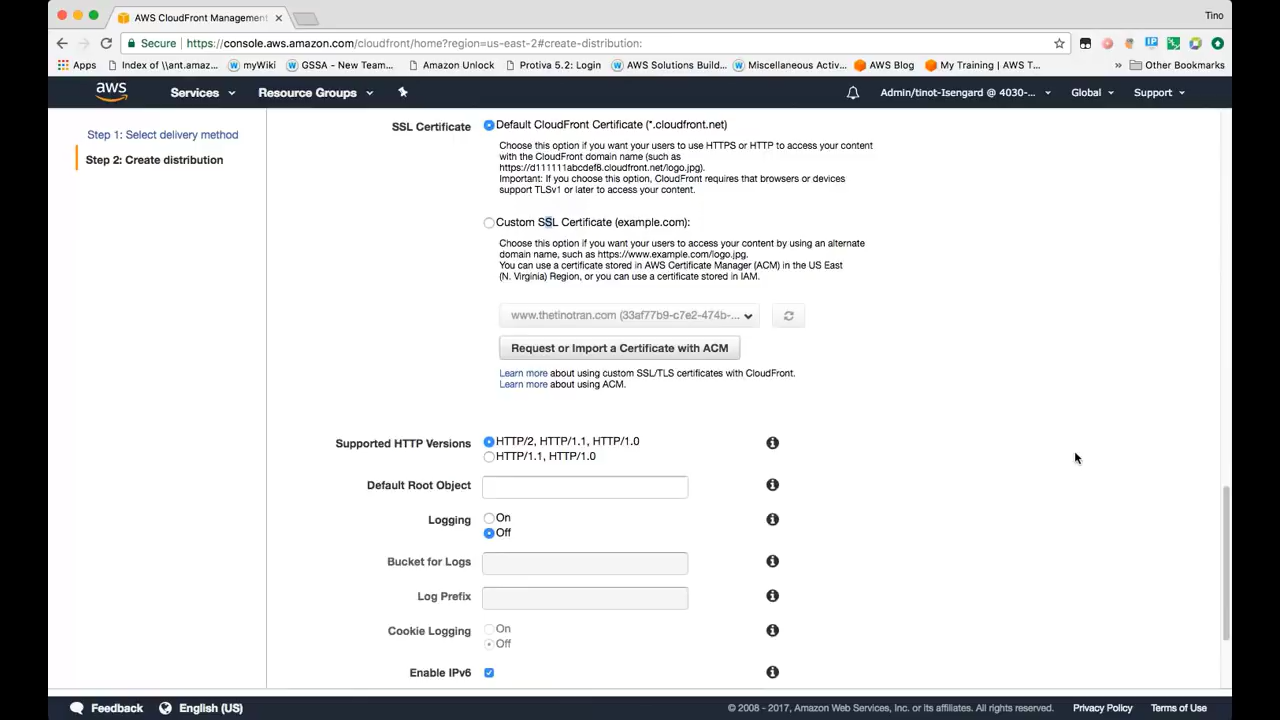 AWS CloudFront Management
Tino
Secure https://console.aws.amazon.com/cloudfront/home?region=us-east-2#create-distribution:
Apps Index of \\ant.amaz... myWiki GSSA - New Team... Amazon Unlock Protiva 5.2: Login AWS Solutions Buil... Miscellaneous Activ... AWS Blog My Training | AWS T... » Other Bookmarks
aws Services Resource Groups Admin/tinot-Isengard @ 4030-... Global Support
Step 1: Select delivery method
Step 2: Create distribution
SSL Certificate Default CloudFront Certificate (*.cloudfront.net)
Choose this option if you want your users to use HTTPS or HTTP to access your content
with the CloudFront domain name (such as
https://d111111abcdef8.cloudfront.net/logo.jpg).
Important: If you choose this option, CloudFront requires that browsers or devices
support TLSv1 or later to access your content.
Custom SSL Certificate (example.com):
Choose this option if you want your users to access your content by using an alternate
domain name, such as https://www.example.com/logo.jpg.
You can use a certificate stored in AWS Certificate Manager (ACM) in the US East
(N. Virginia) Region, or you can use a certificate stored in IAM.
www.thetinotran.com (33af77b9-c7e2-474b-...
Request or Import a Certificate with ACM
Learn more about using custom SSL/TLS certificates with CloudFront.
Learn more about using ACM.
Supported HTTP Versions HTTP/2, HTTP/1.1, HTTP/1.0
HTTP/1.1, HTTP/1.0
Default Root Object
Logging On
Off
Bucket for Logs
Log Prefix
Cookie Logging On
Off
Enable IPv6
Feedback English (US) © 2008 - 2017, Amazon Web Services, Inc. or its affiliates. All rights reserved. Privacy Policy Terms of Use